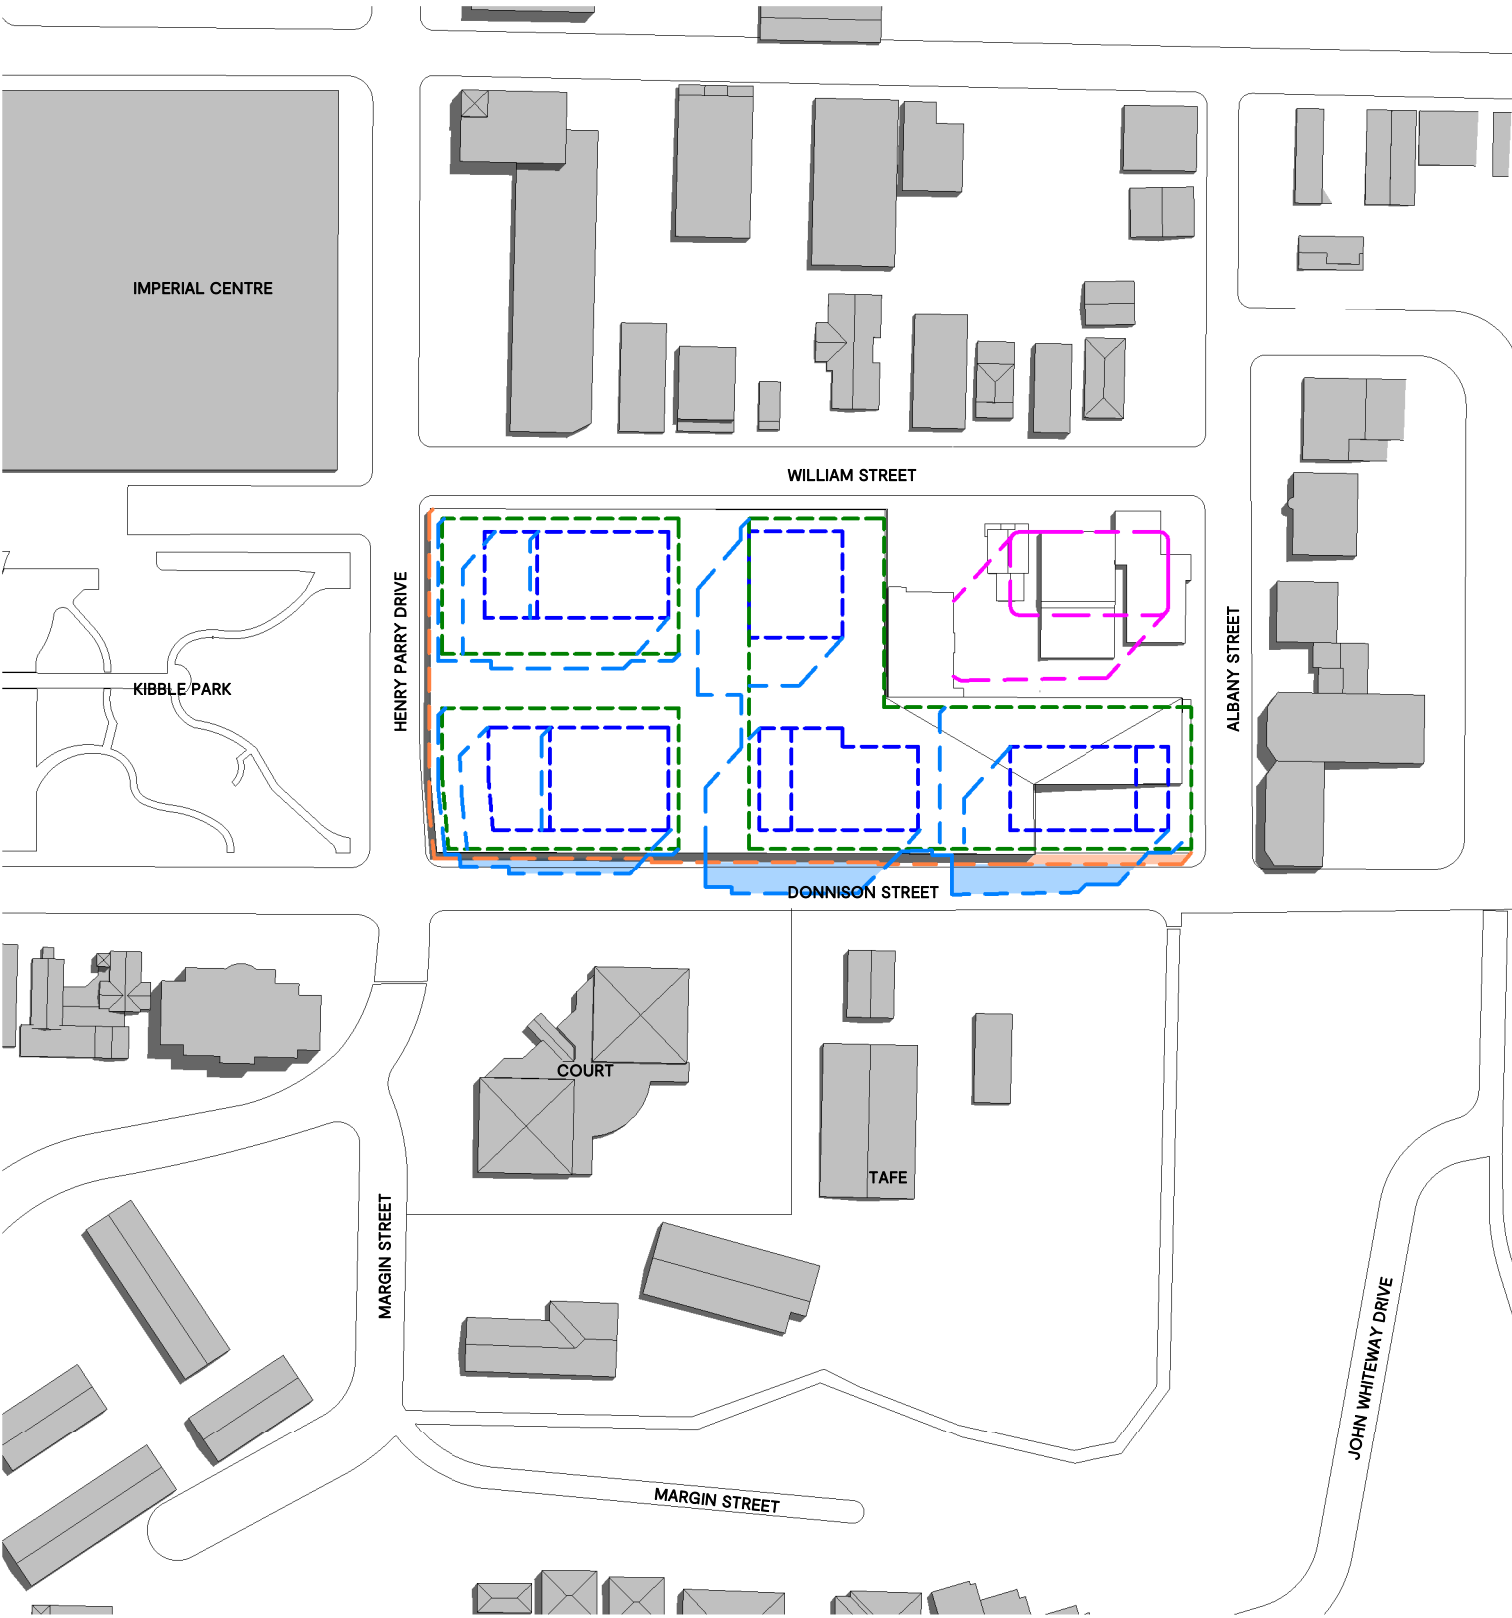 IMPERIAL CENTRE
WILLIAM STREET
HENRY PARRY DRIVE
ALBANY STREET
KIBBLE PARK
DONNISON STREET
COURT
TAFE
MARGIN STREET
JOHN WHITEWAY DRIVE
MARGIN STREET